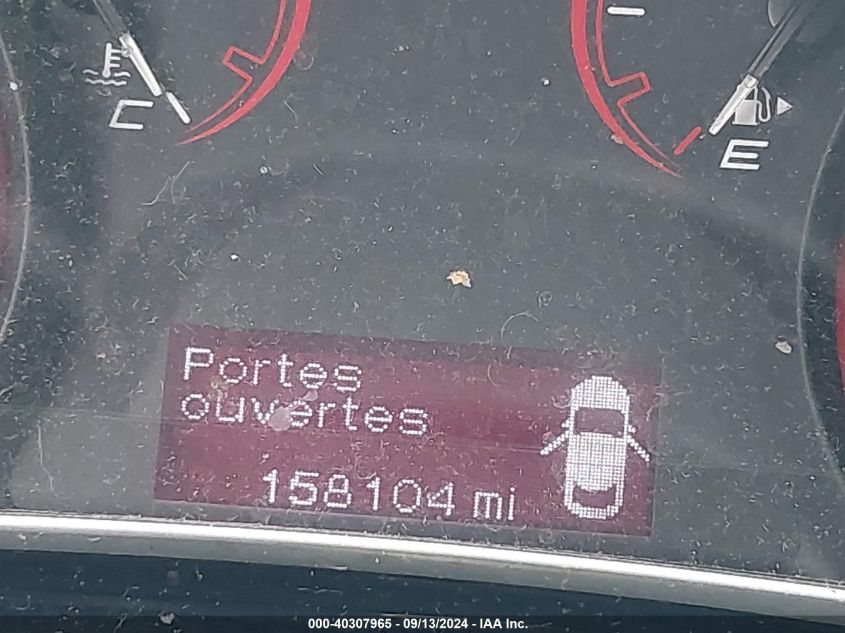 C
E
Portes
ouvertes
158104 mi
000-40307965 - 09/13/2024 - IAA Inc.